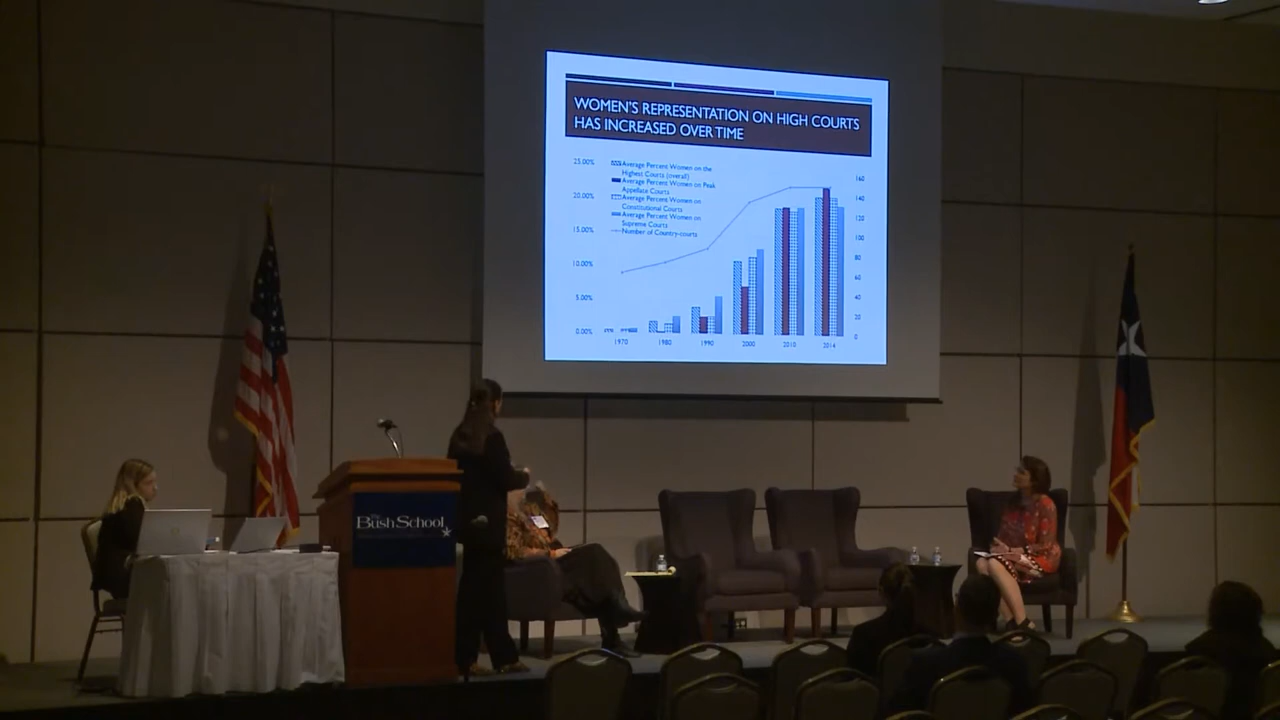 WOMEN'S REPRESENTATION ON HIGH COURTS
HAS INCREASED OVER TIME
25.00%
20.00%
15.00%
10.00%
5.00%
0.00%
Average Percent Women on the
Highest Courts (overall)
Average Percent Women on Peak
Appellate Courts
Average Percent Women on
Constitutional Courts
Average Percent Women on
Supreme Courts
Number of Country-courts
160
140
120
100
80
60
40
20
0
1970 1980 1990 2000 2010 2014
The
Bush School